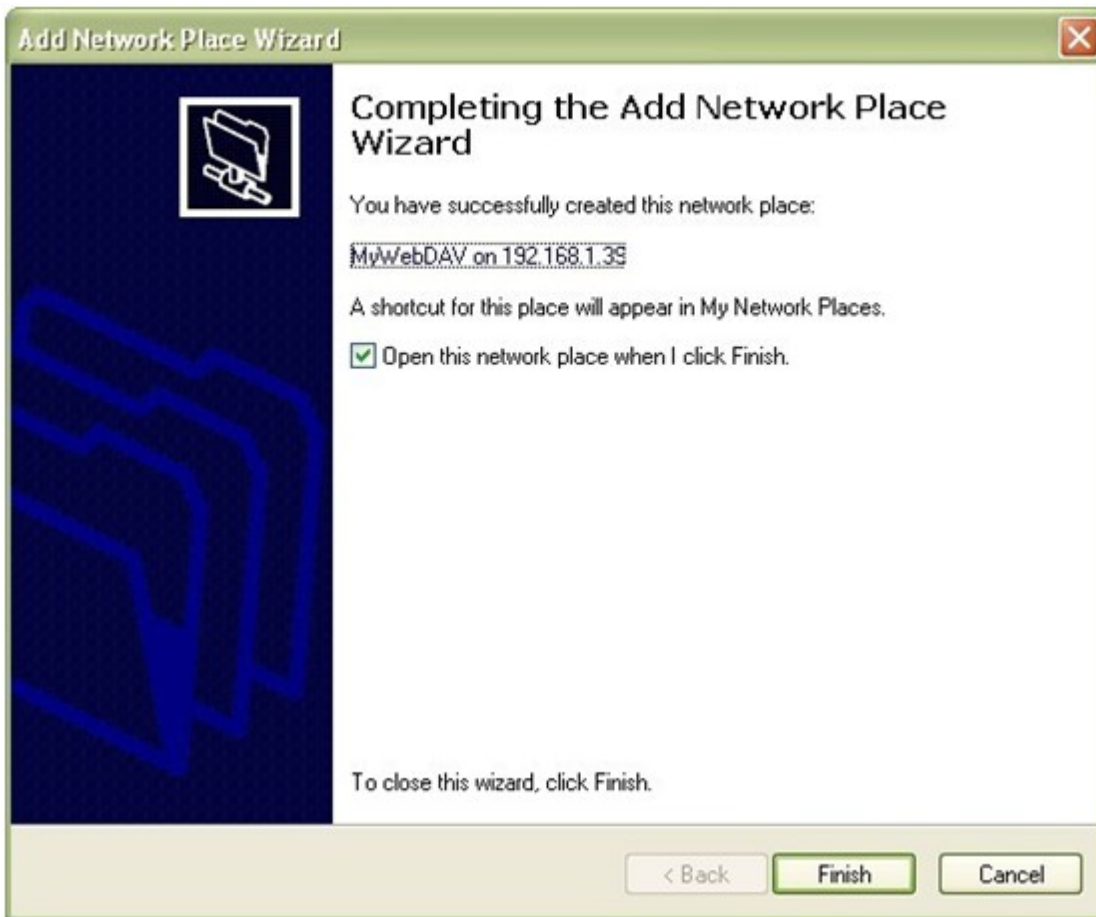 Add Network Place Wizard
Completing the Add Network Place
Wizard
You have successfully created this network place:
MyWebDAV on 192.168.1.39
A shortcut for this place will appear in My Network Places.
Open this network place when I click Finish.
To close this wizard, click Finish.
< Back
Finish
Cancel